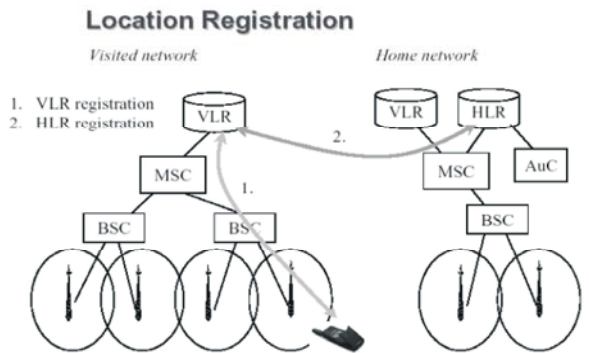 Location Registration
Visited network
Home network
1. VLR registration
2. HLR registration
VLR
VLR
HLR
2.
MSC
MSC
AuC
1.
BSC
BSC
BSC